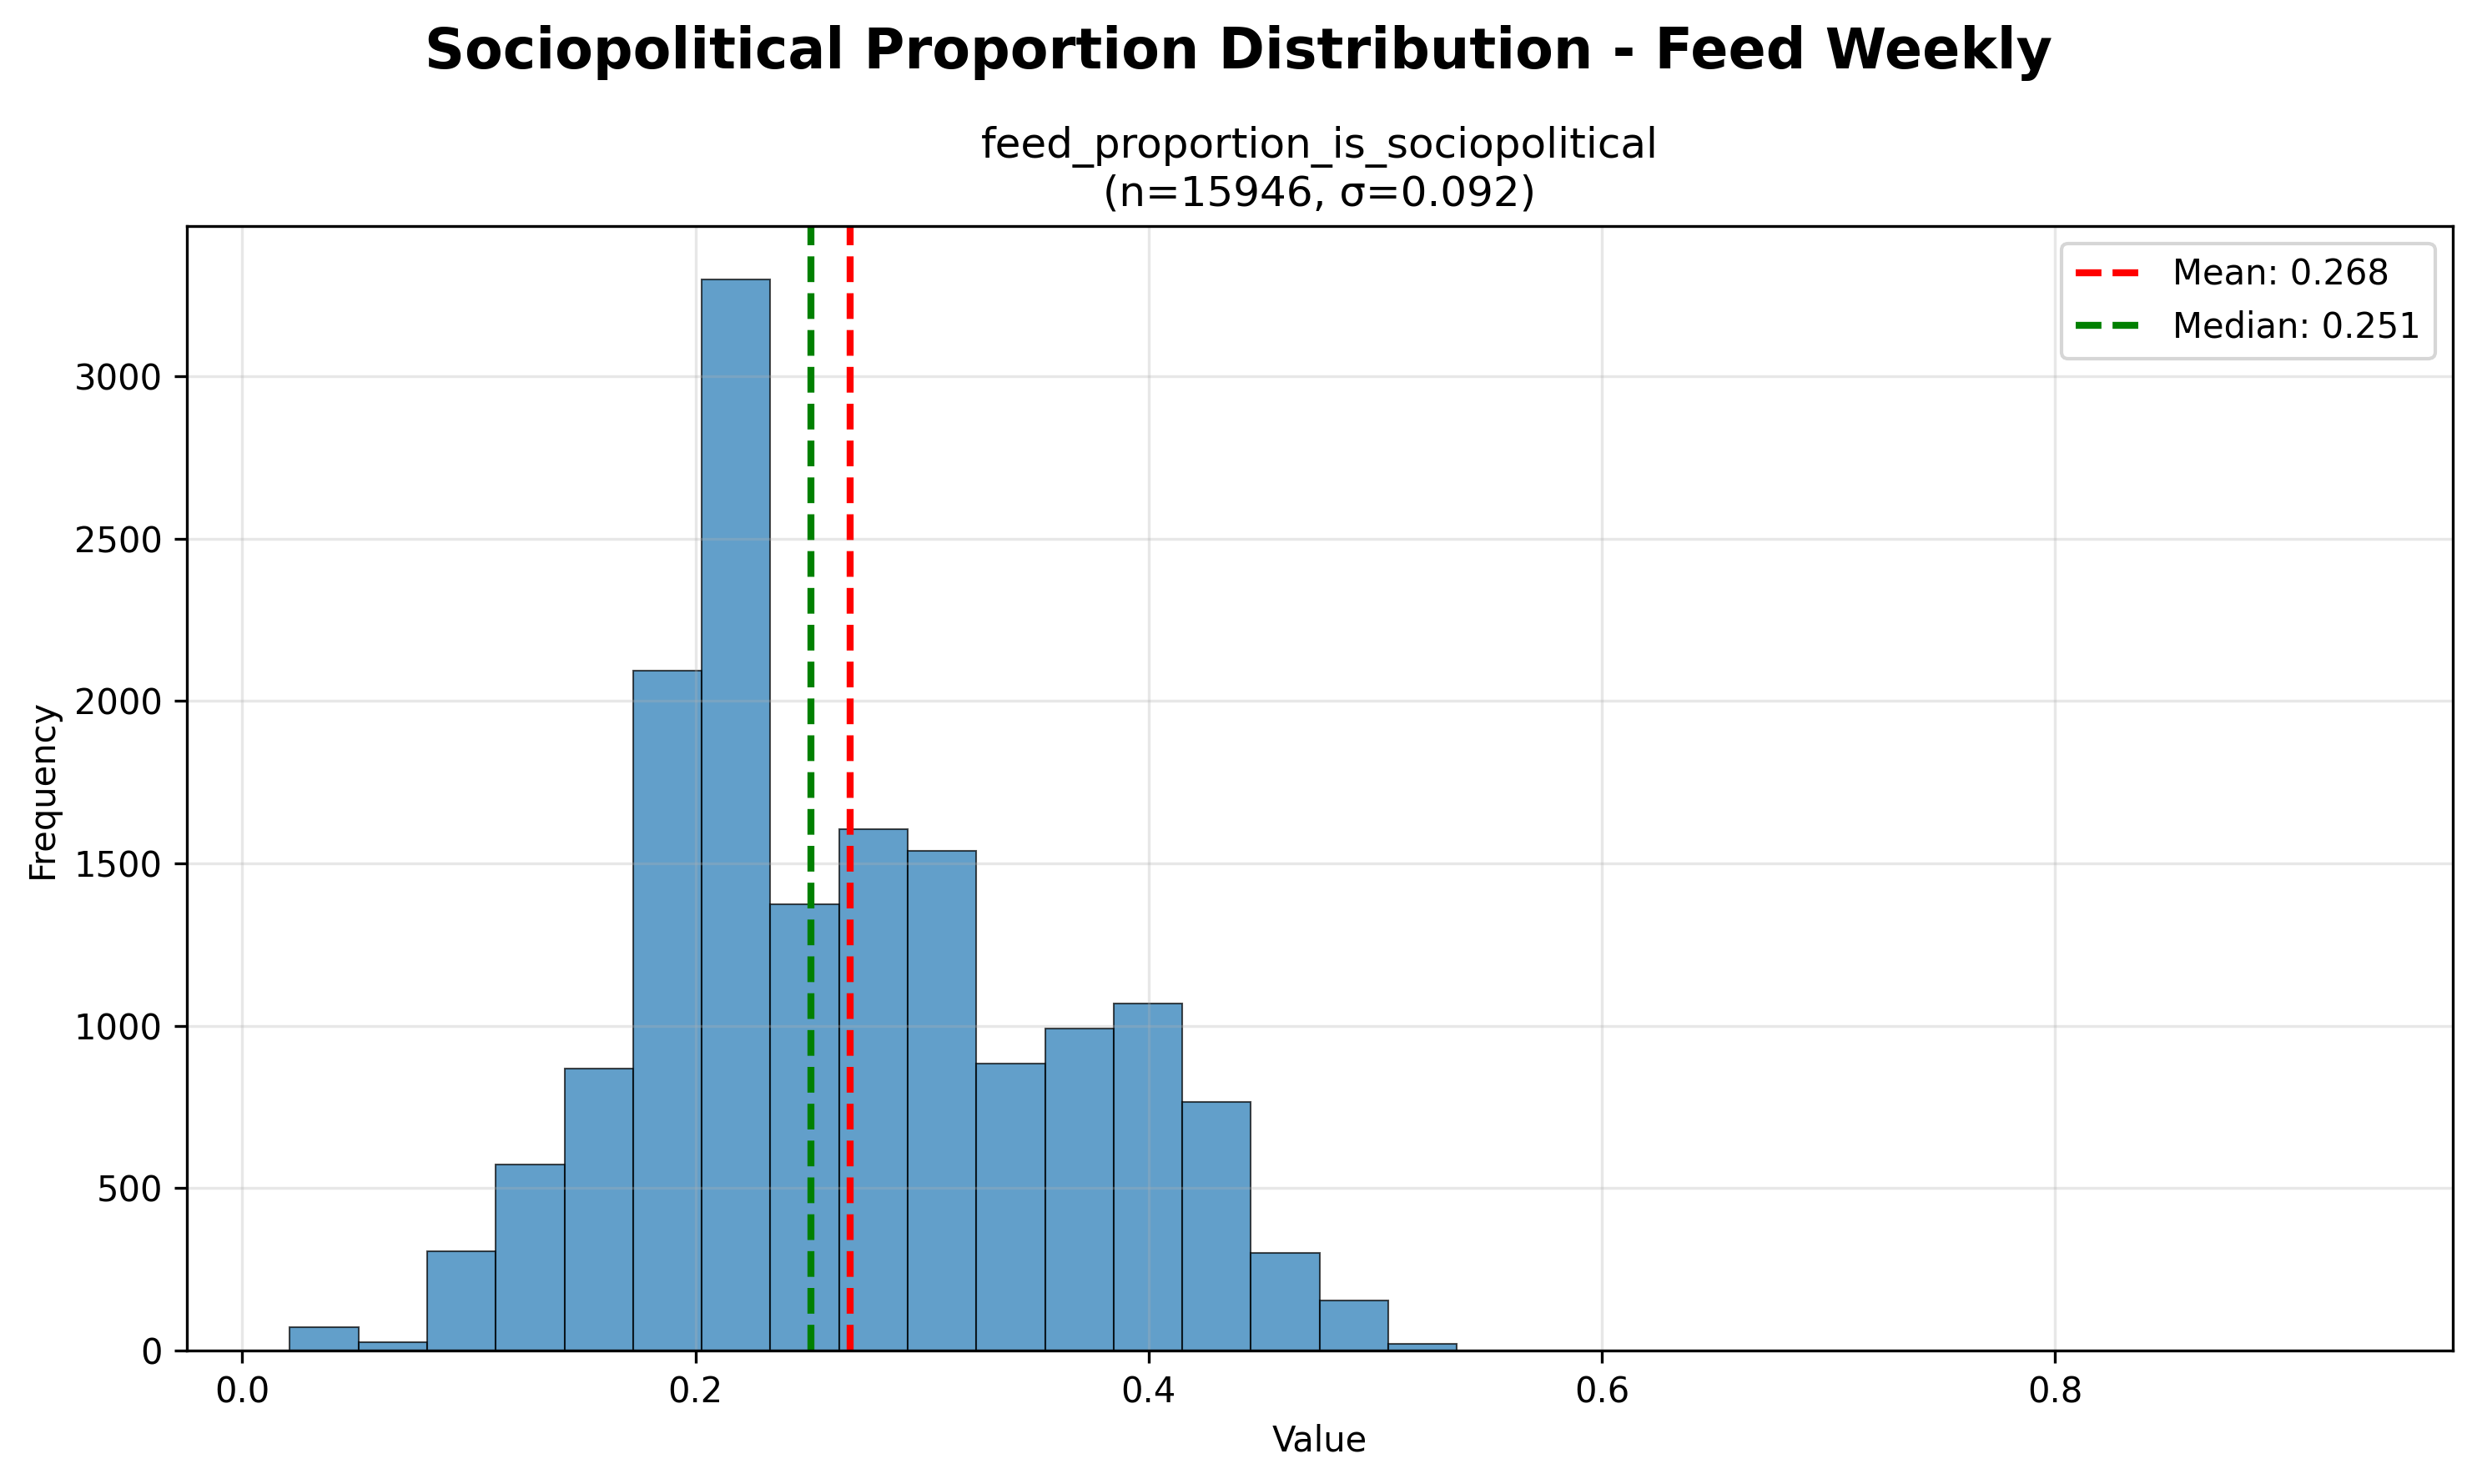 Sociopolitical Proportion Distribution - Feed Weekly
feed_proportion_is_sociopolitical
(n=15946, σ=0.092)
Mean: 0.268
Median: 0.251
Frequency
3000
2500
2000
1500
1000
500
0
0.0 0.2 0.4 0.6 0.8
Value